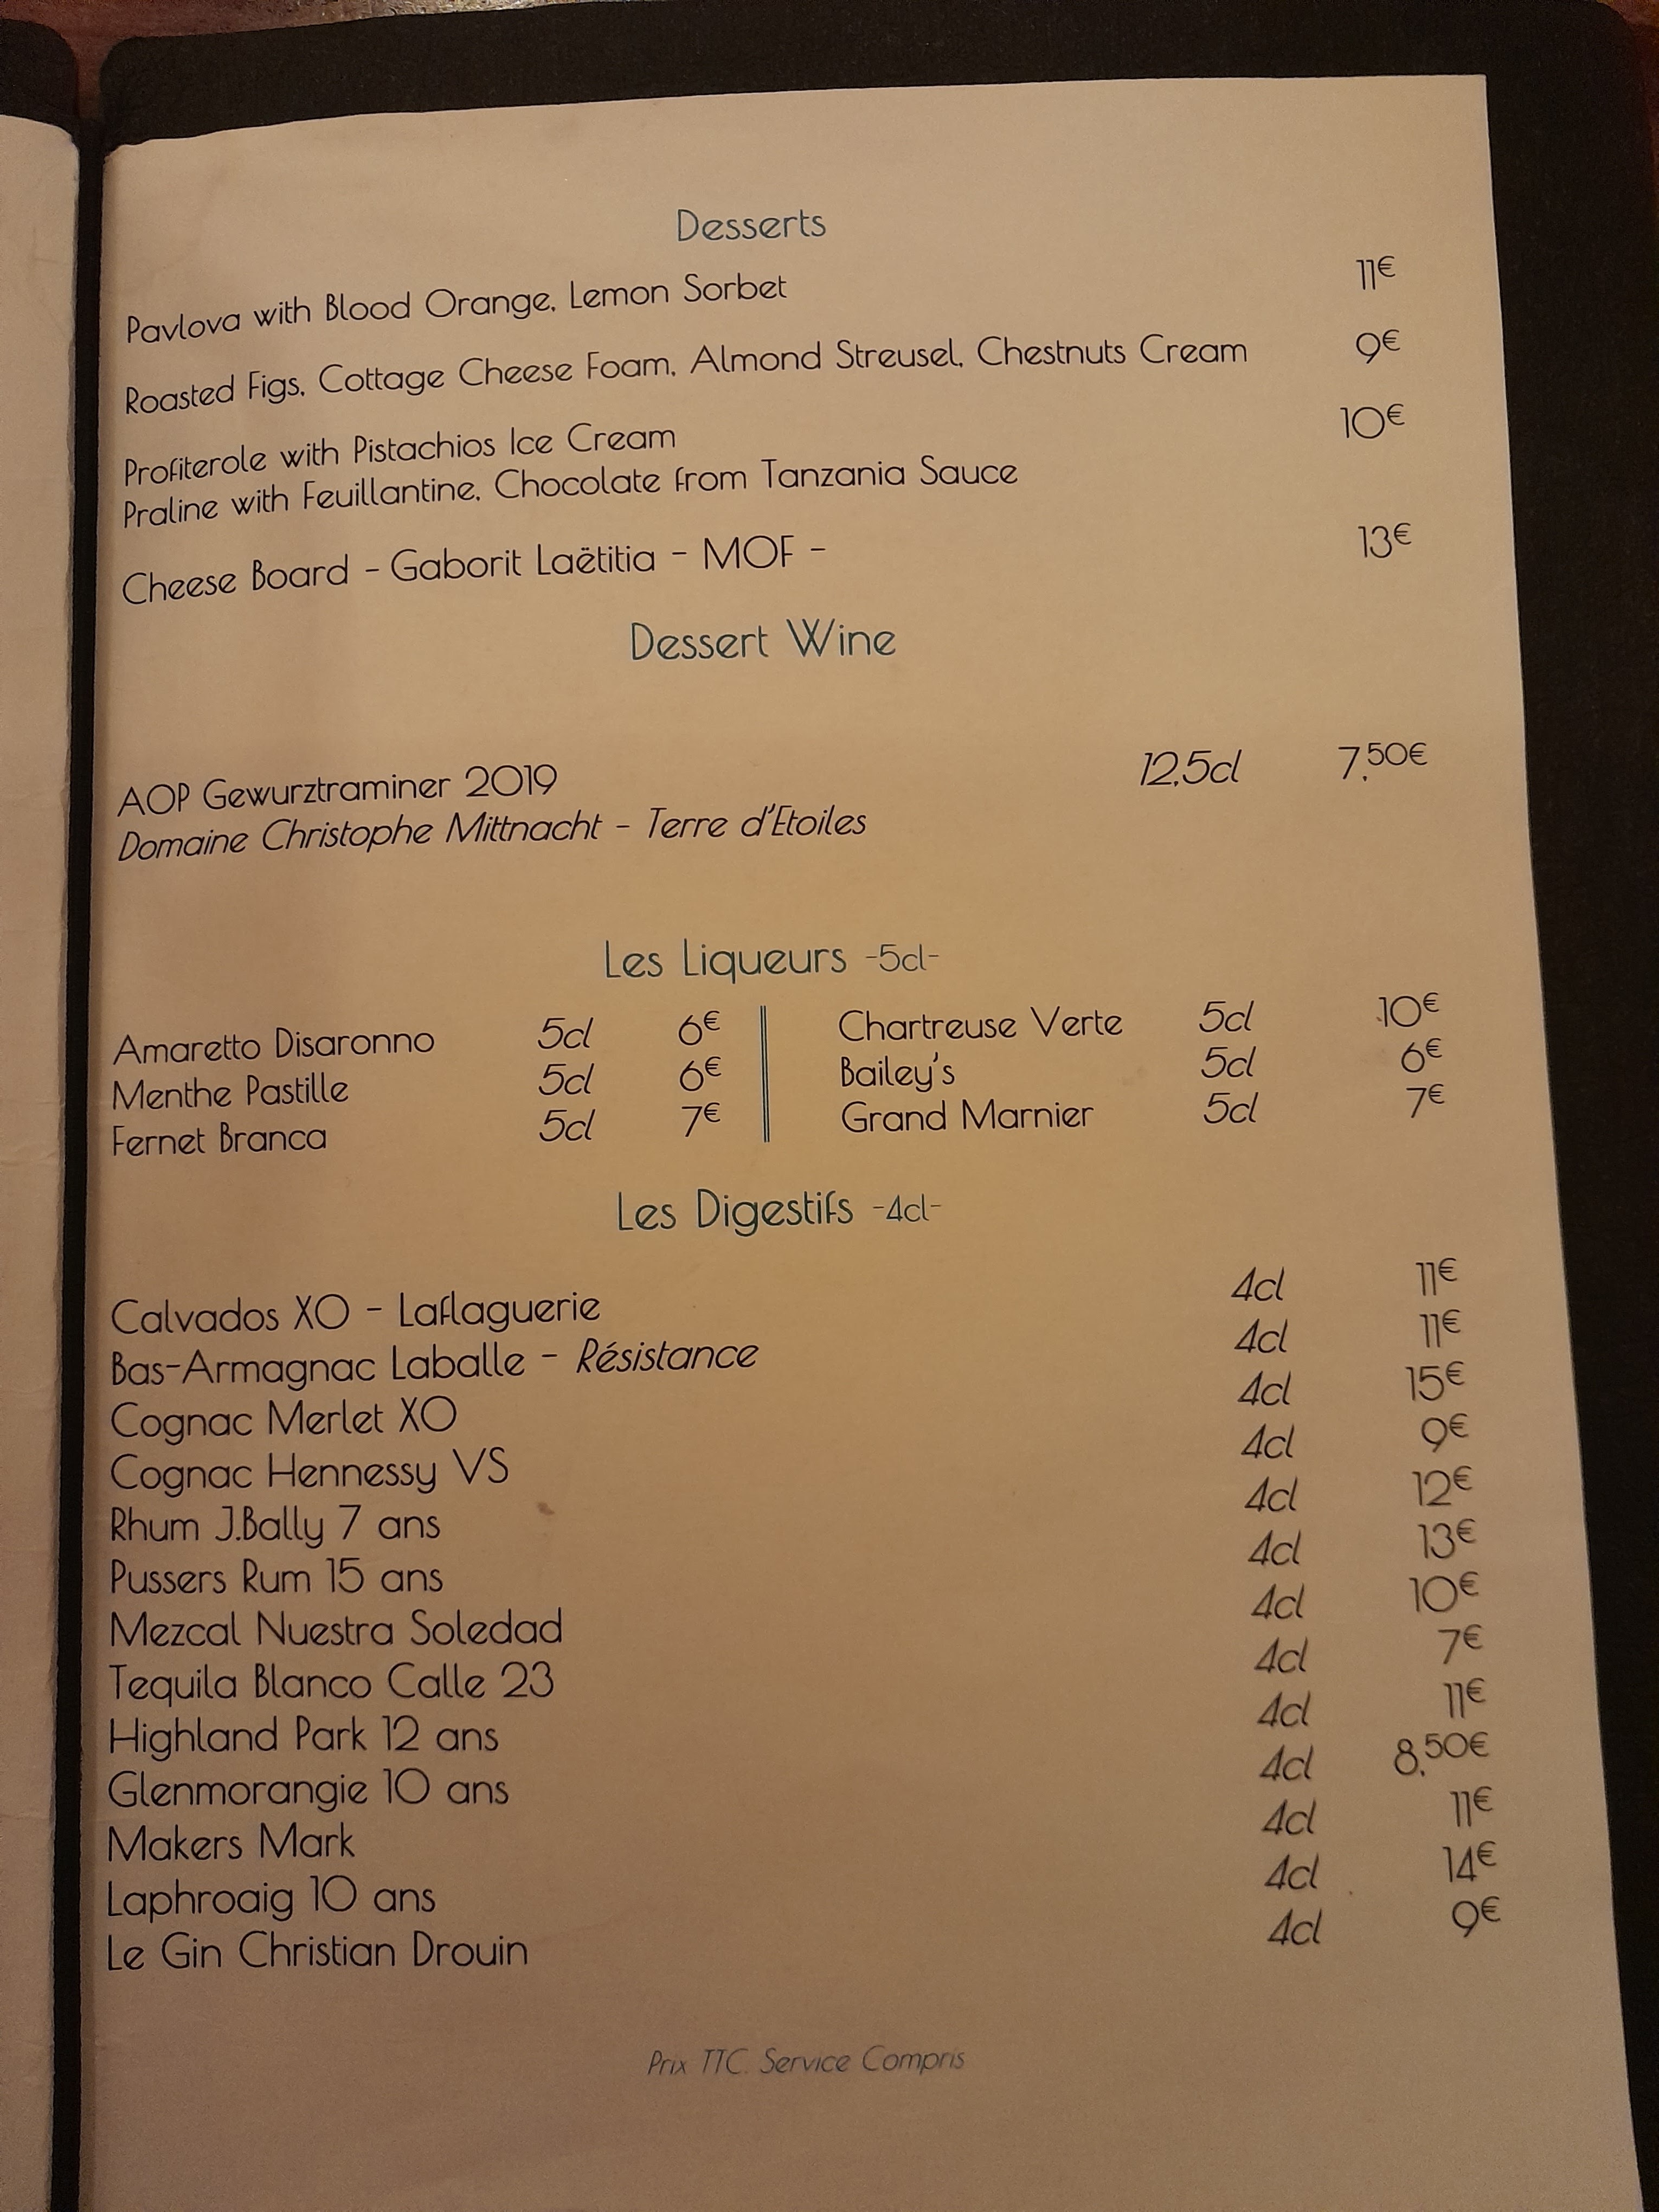 Desserts
Pavlova with Blood Orange, Lemon Sorbet 11€
Roasted Figs, Cottage Cheese Foam, Almond Streusel, Chestnuts Cream 9€
Profiterole with Pistachios Ice Cream 10€
Praline with Feuillantine, Chocolate from Tanzania Sauce
Cheese Board - Gaborit Laëtitia - MOF - 13€
Dessert Wine
AOP Gewurztraminer 2019 12,5cl 7,50€
Domaine Christophe Mittnacht - Terre d'Etoiles
Les Liqueurs -5cl-
Amaretto Disaronno 5cl 6€ Chartreuse Verte 5cl 10€
Menthe Pastille 5cl 6€ Bailey's 5cl 6€
Fernet Branca 5cl 7€ Grand Marnier 5cl 7€
Les Digestifs -4cl-
Calvados XO - Laflaguerie 4cl 11€
Bas-Armagnac Laballe - Résistance 4cl 11€
Cognac Merlet XO 4cl 15€
Cognac Hennessy VS 4cl 9€
Rhum J.Bally 7 ans 4cl 12€
Pussers Rum 15 ans 4cl 13€
Mezcal Nuestra Soledad 4cl 10€
Tequila Blanco Calle 23 4cl 7€
Highland Park 12 ans 4cl 11€
Glenmorangie 10 ans 4cl 8,50€
Makers Mark 4cl 11€
Laphroaig 10 ans 4cl 14€
Le Gin Christian Drouin 4cl 9€
Prix TTC. Service Compris